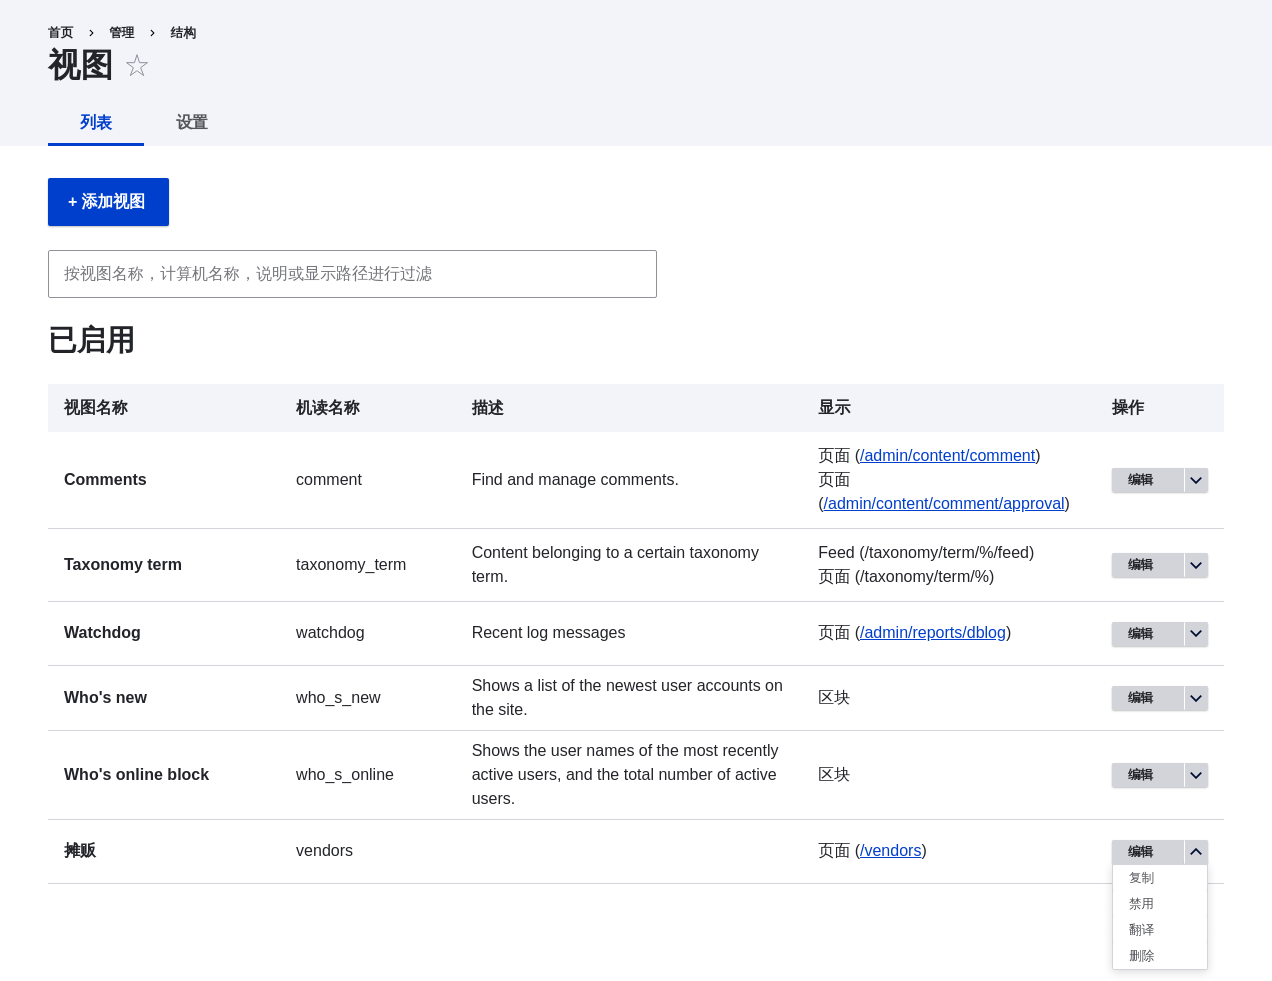 首页 › 管理 › 结构
视图
列表 设置
+ 添加视图
按视图名称，计算机名称，说明或显示路径进行过滤
已启用
视图名称 机读名称 描述 显示 操作
Comments comment Find and manage comments. 页面 (/admin/content/comment)
页面
(/admin/content/comment/approval) 编辑
Taxonomy term taxonomy_term Content belonging to a certain taxonomy
term. Feed (/taxonomy/term/%/feed)
页面 (/taxonomy/term/%) 编辑
Watchdog watchdog Recent log messages 页面 (/admin/reports/dblog) 编辑
Who's new who_s_new Shows a list of the newest user accounts on
the site. 区块 编辑
Who's online block who_s_online Shows the user names of the most recently
active users, and the total number of active
users. 区块 编辑
摊贩 vendors 页面 (/vendors) 编辑
复制
禁用
翻译
删除